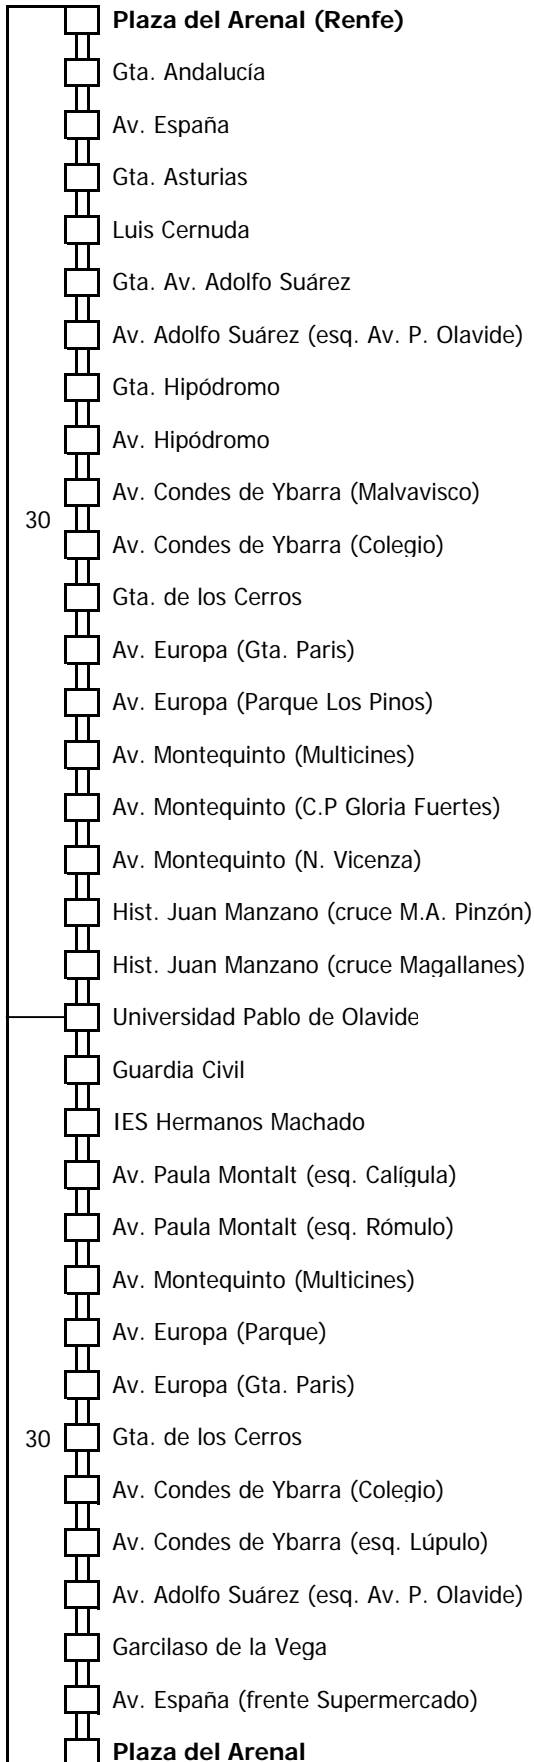 Plaza del Arenal (Renfe)
Gta. Andalucía
Av. España
Gta. Asturias
Luis Cernuda
Gta. Av. Adolfo Suárez
Av. Adolfo Suárez (esq. Av. P. Olavide)
Gta. Hipódromo
Av. Hipódromo
Av. Condes de Ybarra (Malvavisco)
30
Av. Condes de Ybarra (Colegio)
Gta. de los Cerros
Av. Europa (Gta. Paris)
Av. Europa (Parque Los Pinos)
Av. Montequinto (Multicines)
Av. Montequinto (C.P Gloria Fuertes)
Av. Montequinto (N. Vicenza)
Hist. Juan Manzano (cruce M.A. Pinzón)
Hist. Juan Manzano (cruce Magallanes)
Universidad Pablo de Olavide
Guardia Civil
IES Hermanos Machado
Av. Paula Montalt (esq. Calígula)
Av. Paula Montalt (esq. Rómulo)
Av. Montequinto (Multicines)
Av. Europa (Parque)
Av. Europa (Gta. Paris)
30 Gta. de los Cerros
Av. Condes de Ybarra (Colegio)
Av. Condes de Ybarra (esq. Lúpulo)
Av. Adolfo Suárez (esq. Av. P. Olavide)
Garcilaso de la Vega
Av. España (frente Supermercado)
Plaza del Arenal